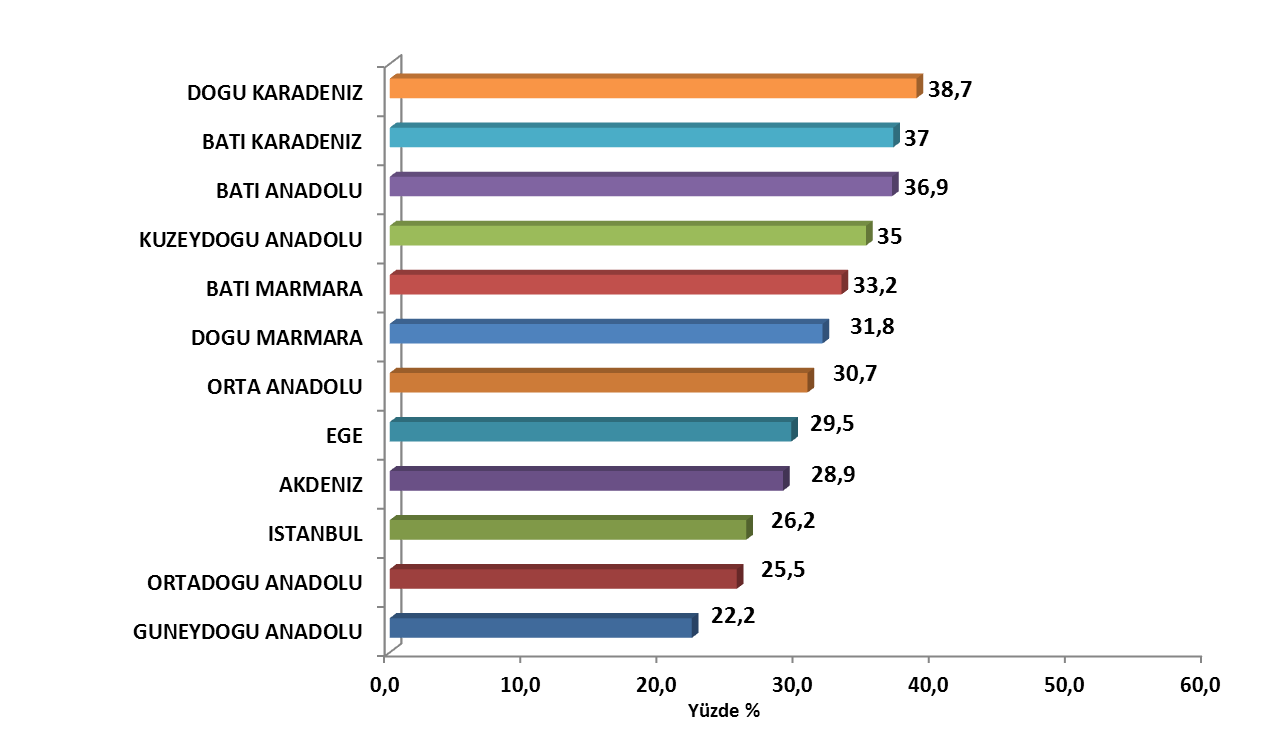 DOGU KARADENIZ 38,7
BATI KARADENIZ 37
BATI ANADOLU 36,9
KUZEYDOGU ANADOLU 35
BATI MARMARA 33,2
DOGU MARMARA 31,8
ORTA ANADOLU 30,7
EGE 29,5
AKDENIZ 28,9
ISTANBUL 26,2
ORTADOGU ANADOLU 25,5
GUNEYDOGU ANADOLU 22,2
0,0 10,0 20,0 30,0 40,0 50,0 60,0
Yüzde %